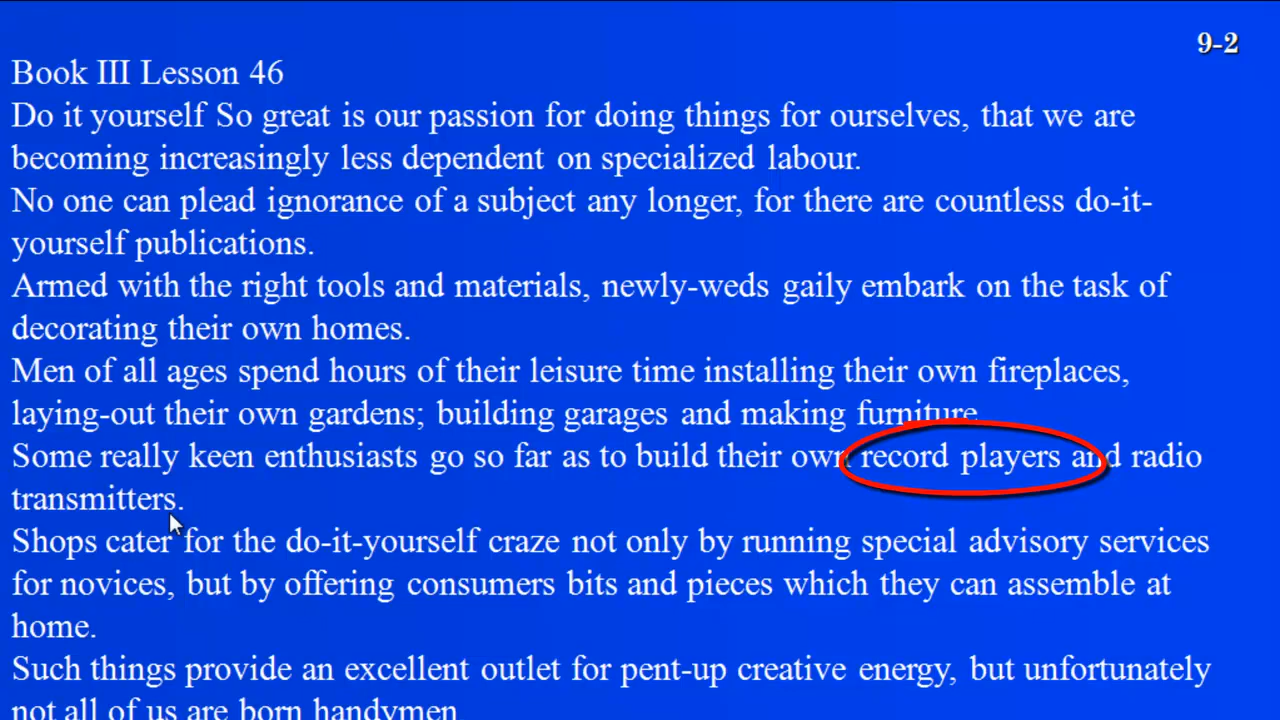 9-2
Book III Lesson 46
Do it yourself So great is our passion for doing things for ourselves, that we are
becoming increasingly less dependent on specialized labour.
No one can plead ignorance of a subject any longer, for there are countless do-it-
yourself publications.
Armed with the right tools and materials, newly-weds gaily embark on the task of
decorating their own homes.
Men of all ages spend hours of their leisure time installing their own fireplaces,
laying-out their own gardens; building garages and making furniture.
Some really keen enthusiasts go so far as to build their own record players and radio
transmitters.
Shops cater for the do-it-yourself craze not only by running special advisory services
for novices, but by offering consumers bits and pieces which they can assemble at
home.
Such things provide an excellent outlet for pent-up creative energy, but unfortunately
not all of us are born handymen